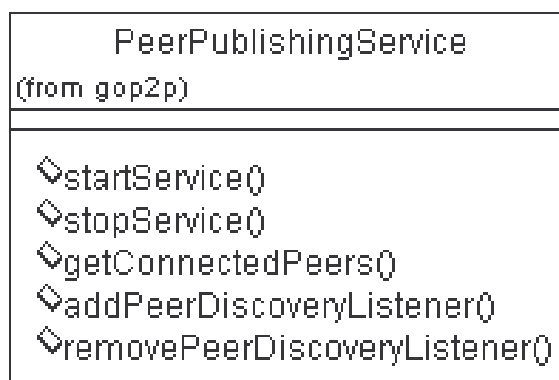 PeerPublishingService
(from gop2p)
startService()
stopService()
getConnectedPeers()
addPeerDiscoveryListener()
removePeerDiscoveryListener()